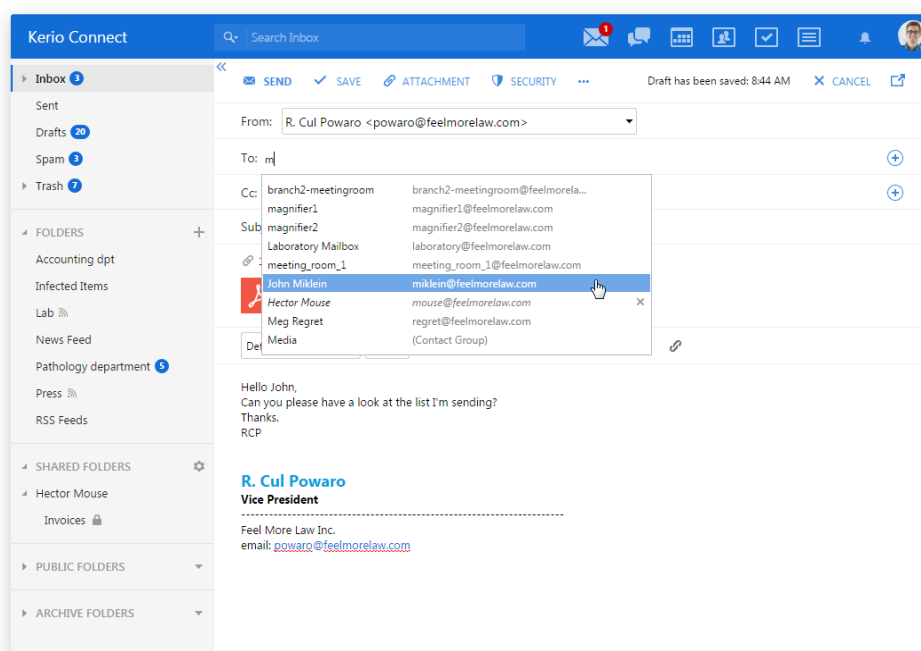 Kerio Connect
Search Inbox
1
Inbox 3
Sent
Drafts 20
Spam 3
Trash 7
FOLDERS
Accounting dpt
Infected Items
Lab
News Feed
Pathology department 5
Press
RSS Feeds
SHARED FOLDERS
Hector Mouse
Invoices
PUBLIC FOLDERS
ARCHIVE FOLDERS
SEND SAVE ATTACHMENT SECURITY ••• Draft has been saved: 8:44 AM CANCEL
From: R. Cul Powaro <powaro@feelmorelaw.com>
To: m
Cc:
Sub
branch2-meetingroom branch2-meetingroom@feelmorela...
magnifier1 magnifier1@feelmorelaw.com
magnifier2 magnifier2@feelmorelaw.com
Laboratory Mailbox laboratory@feelmorelaw.com
meeting_room_1 meeting_room_1@feelmorelaw.com
John Miklein miklein@feelmorelaw.com
Hector Mouse mouse@feelmorelaw.com
Meg Regret regret@feelmorelaw.com
Media (Contact Group)
Hello John,
Can you please have a look at the list I'm sending?
Thanks.
RCP
R. Cul Powaro
Vice President
----------------------------------------------------------------
Feel More Law Inc.
email: powaro@feelmorelaw.com